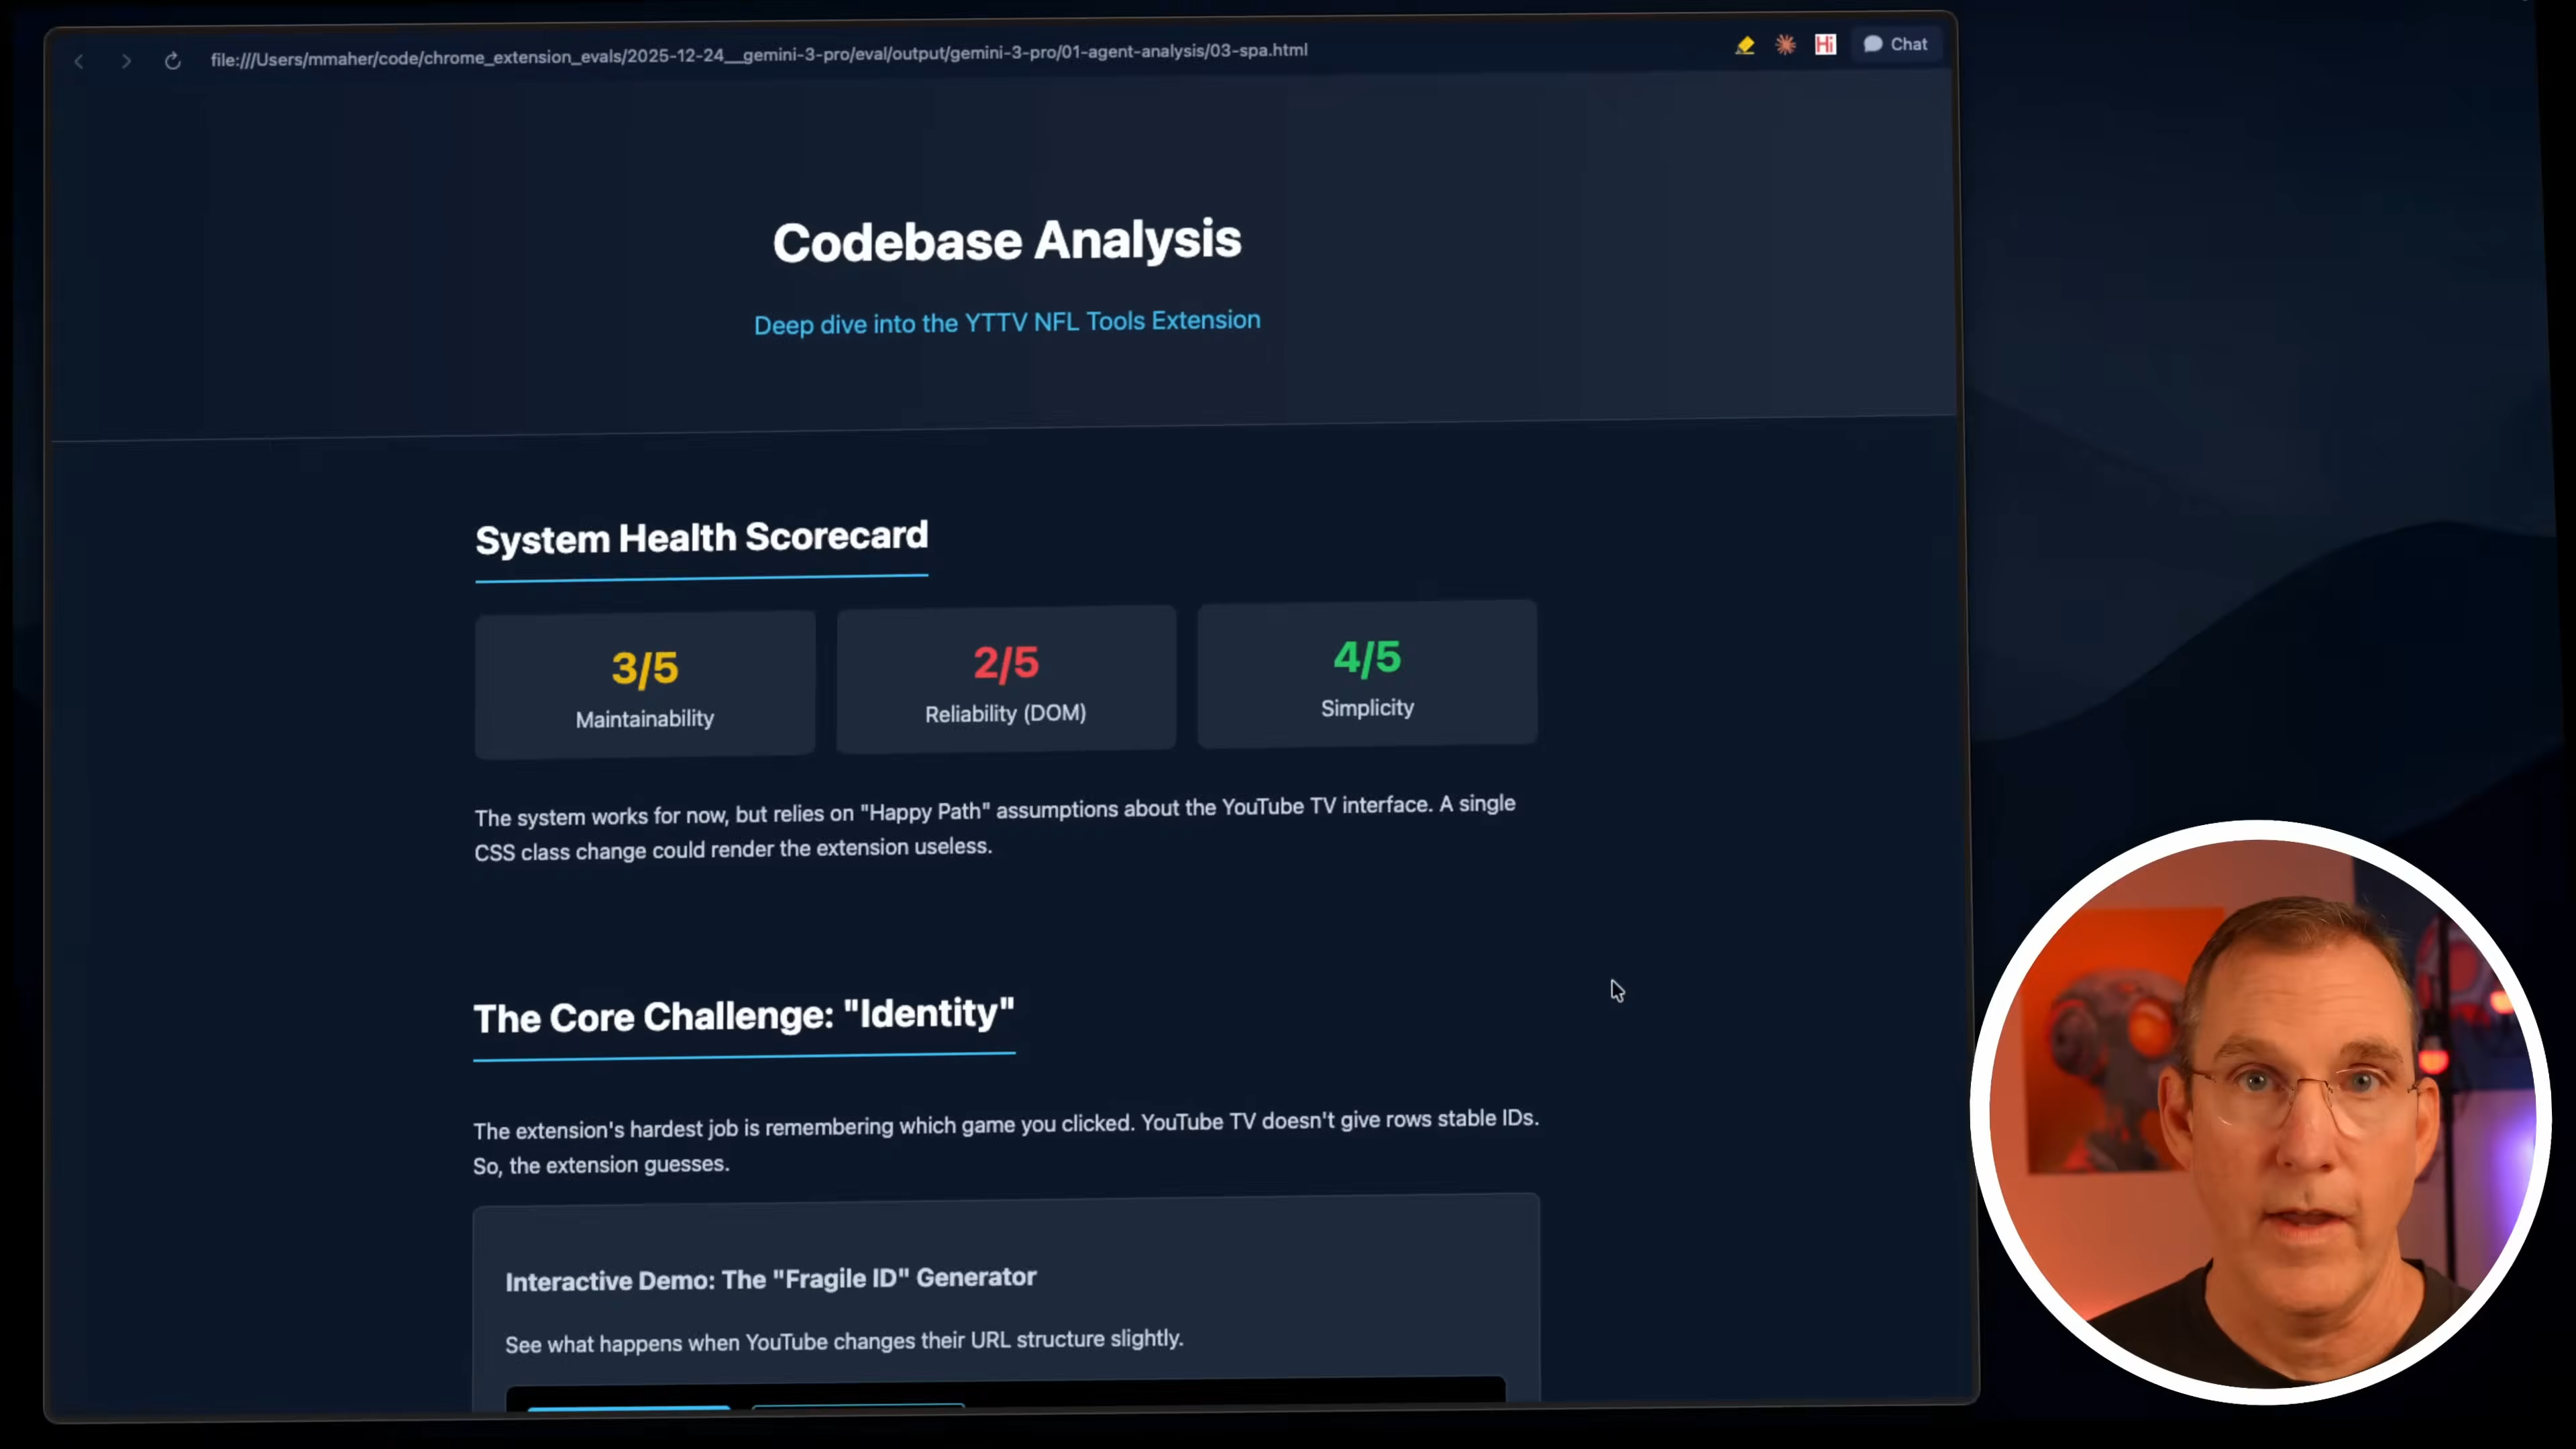 file:///Users/mmaher/code/chrome_extension_evals/2025-12-24__gemini-3-pro/eval/output/gemini-3-pro/01-agent-analysis/03-spa.html
Hi
Chat
Codebase Analysis
Deep dive into the YTTV NFL Tools Extension
System Health Scorecard
3/5
Maintainability
2/5
Reliability (DOM)
4/5
Simplicity
The system works for now, but relies on "Happy Path" assumptions about the YouTube TV interface. A single
CSS class change could render the extension useless.
The Core Challenge: "Identity"
The extension's hardest job is remembering which game you clicked. YouTube TV doesn't give rows stable IDs.
So, the extension guesses.
Interactive Demo: The "Fragile ID" Generator
See what happens when YouTube changes their URL structure slightly.